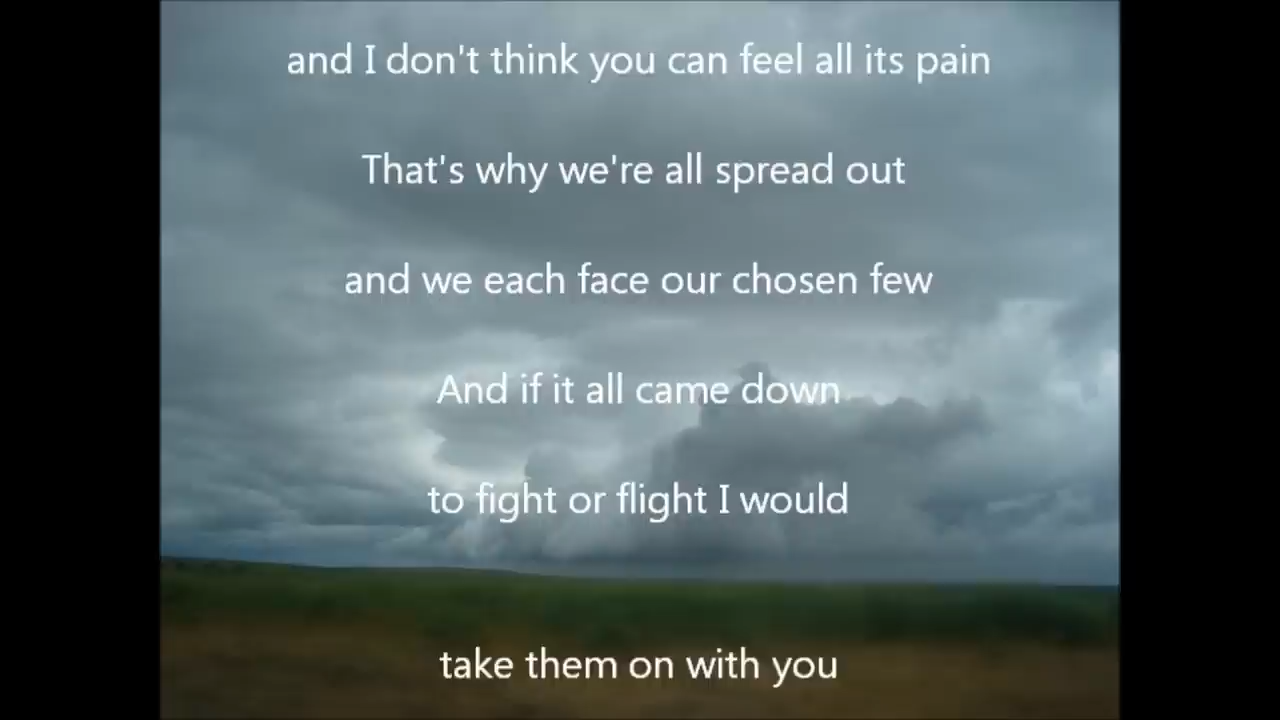 and I don't think you can feel all its pain
That's why we're all spread out
and we each face our chosen few
And if it all came down
to fight or flight I would
take them on with you